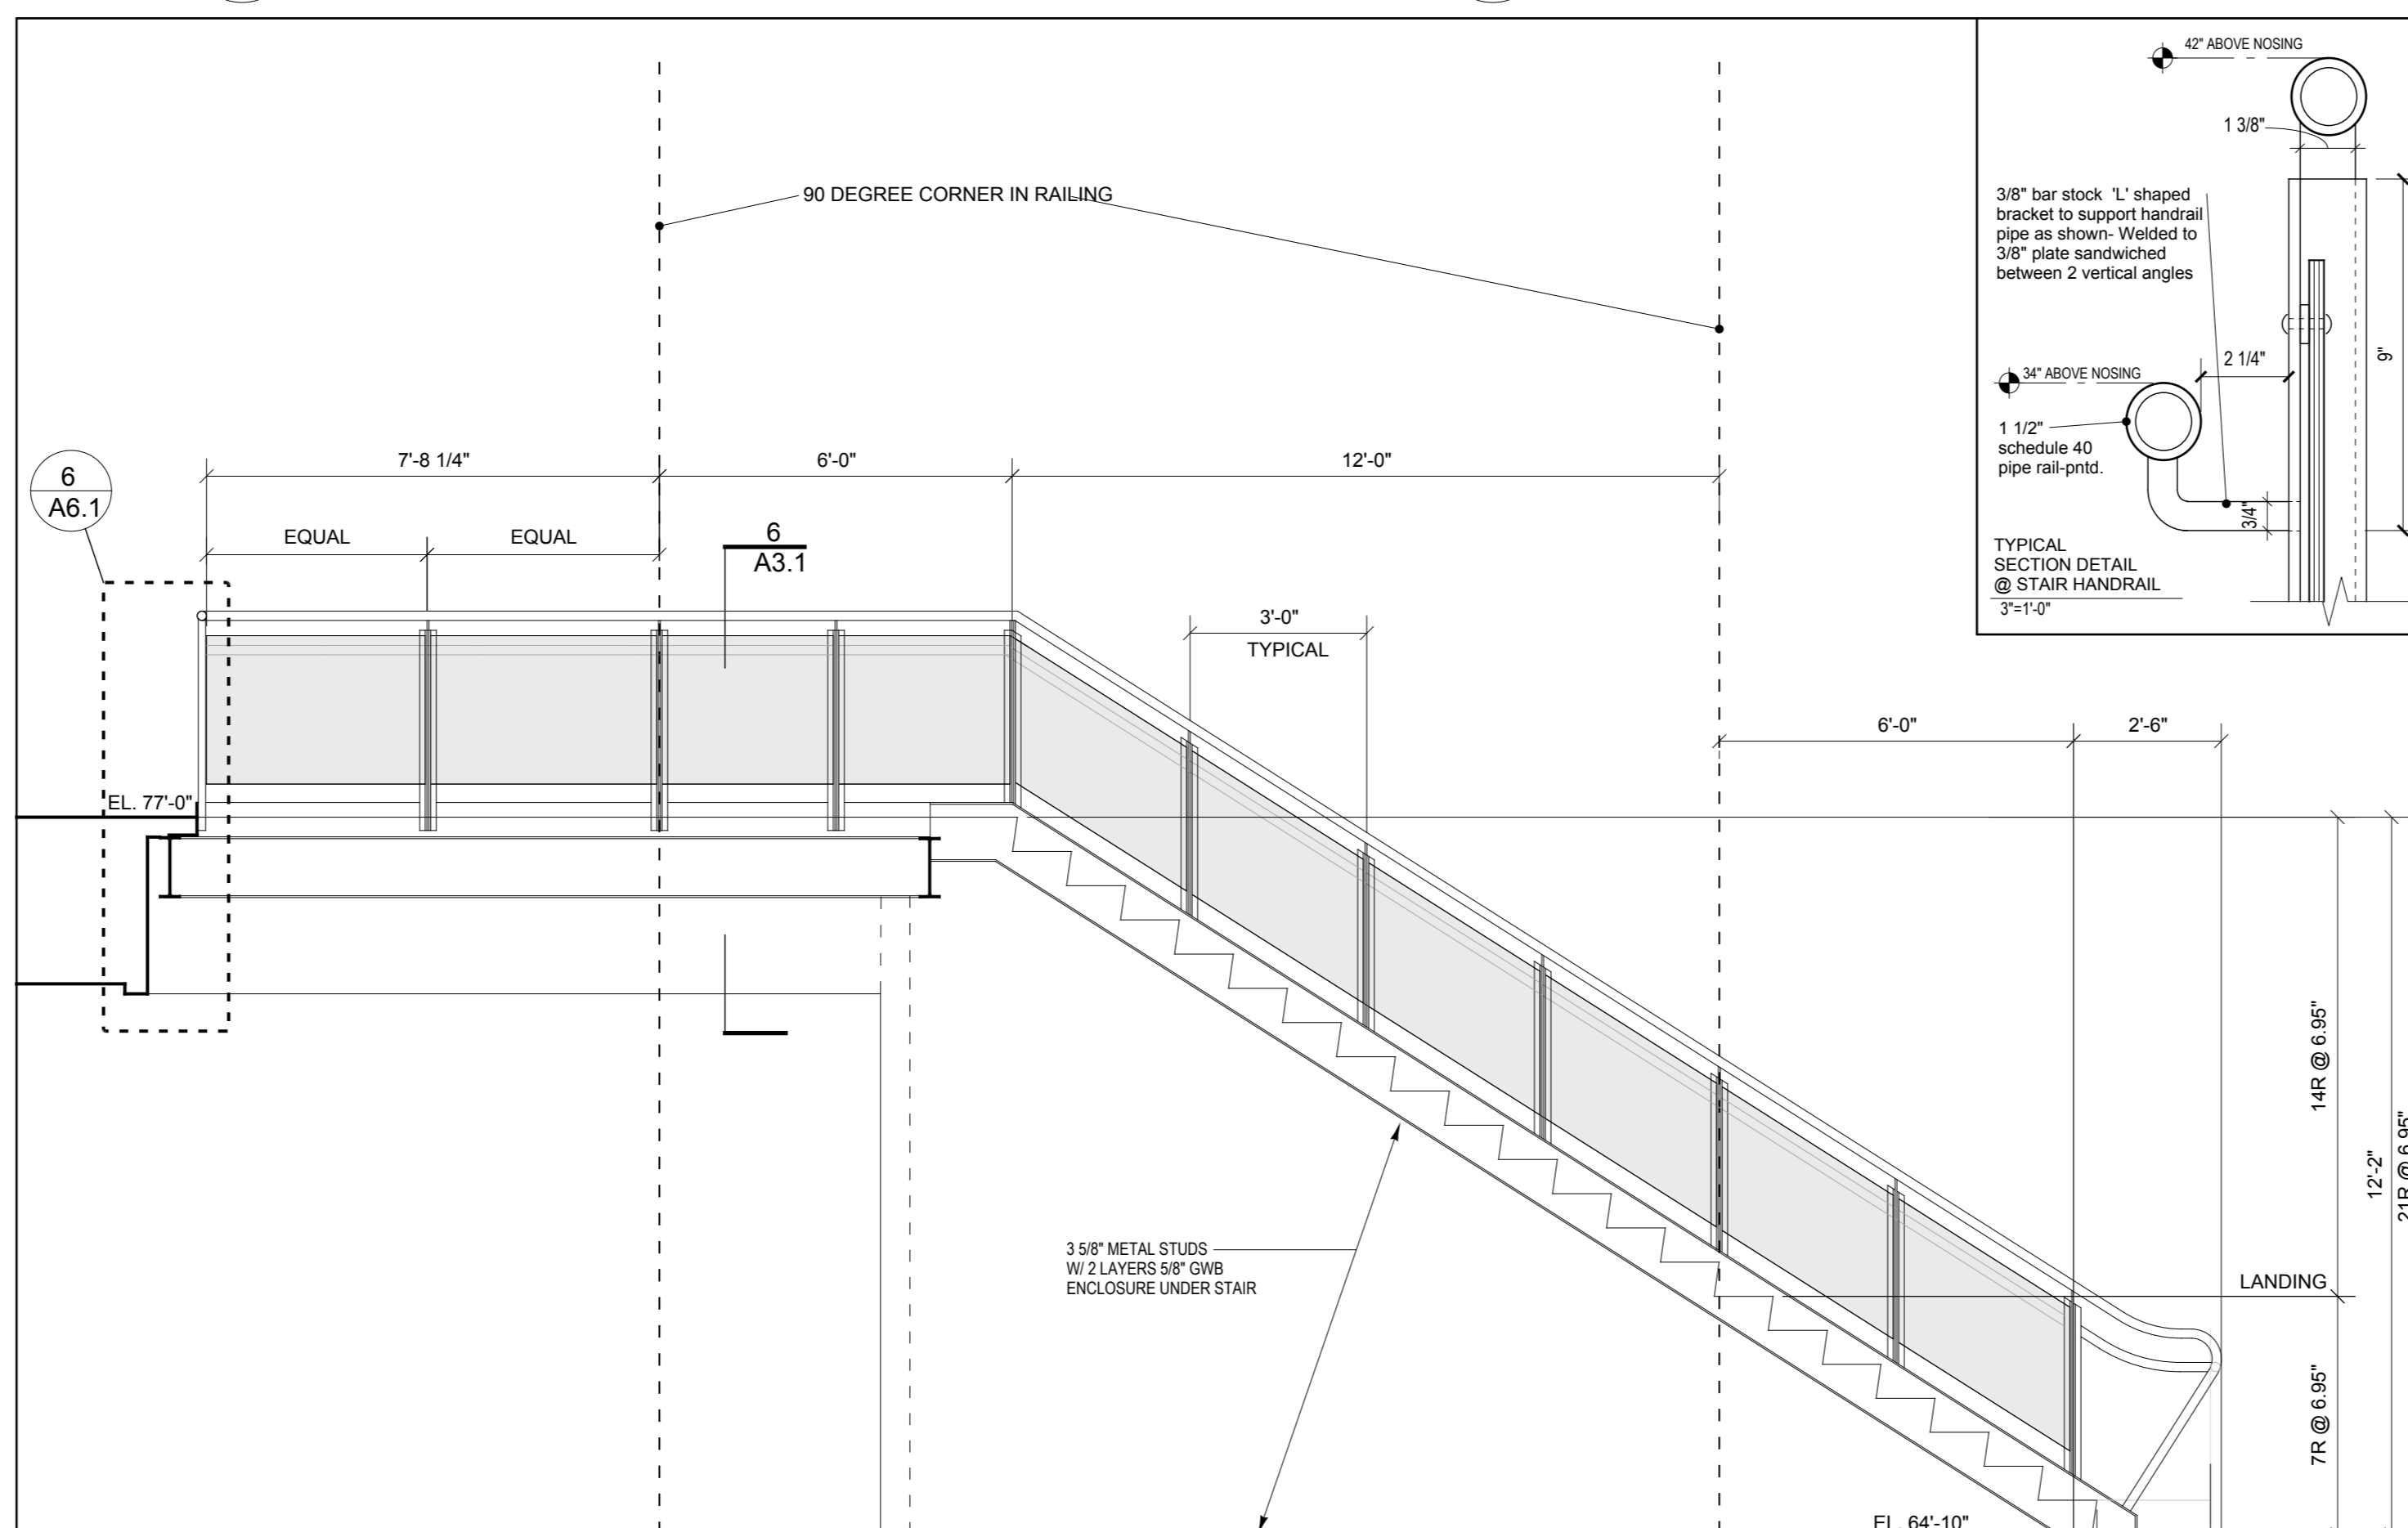 42" ABOVE NOSING
1 3/8"
3/8" bar stock 'L' shaped
bracket to support handrail
pipe as shown- Welded to
3/8" plate sandwiched
between 2 vertical angles
9"
2 1/4"
34" ABOVE NOSING
1 1/2"
schedule 40
pipe rail-pntd.
3/4"
TYPICAL
SECTION DETAIL
@ STAIR HANDRAIL
3"=1'-0"
90 DEGREE CORNER IN RAILING
7'-8 1/4"
6'-0"
12'-0"
6
A6.1
EQUAL
EQUAL
6
A3.1
3'-0"
TYPICAL
6'-0"
2'-6"
EL. 77'-0"
14R @ 6.95"
12'-2"
21R @ 6.95"
3 5/8" METAL STUDS
W/ 2 LAYERS 5/8" GWB
ENCLOSURE UNDER STAIR
LANDING
7R @ 6.95"
EL. 64'-10"